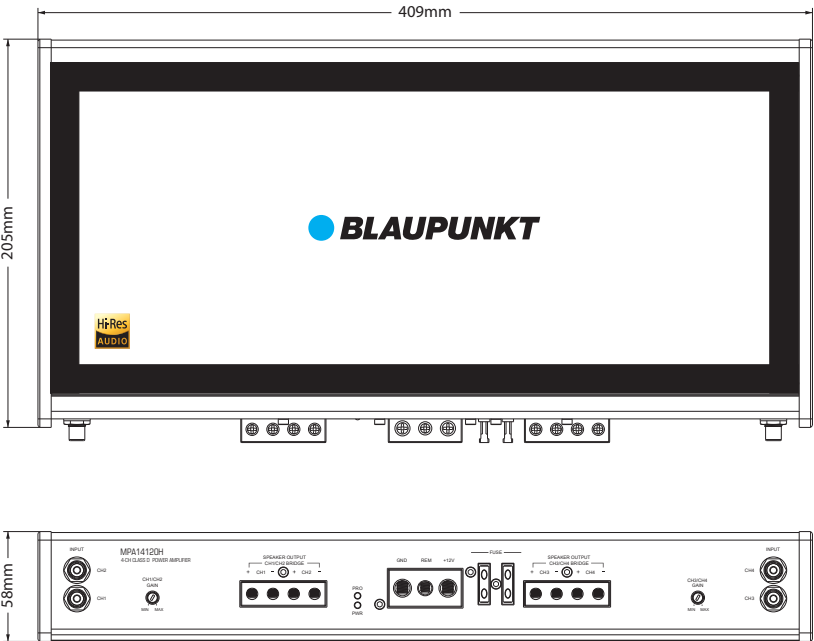 409mm
205mm
BLAUPUNKT
Hi-Res
AUDIO
58mm
INPUT
CH2
CH1
MPA14120H
4-CH CLASS D POWER AMPLIFIER
CH1/CH2
GAIN
MIN MAX
SPEAKER OUTPUT
CH1/CH2 BRIDGE
+ CH1 - + CH2 -
PRO
PWR
GND REM +12V
FUSE
SPEAKER OUTPUT
CH3/CH4 BRIDGE
+ CH3 - + CH4 -
CH3/CH4
GAIN
MIN MAX
INPUT
CH4
CH3